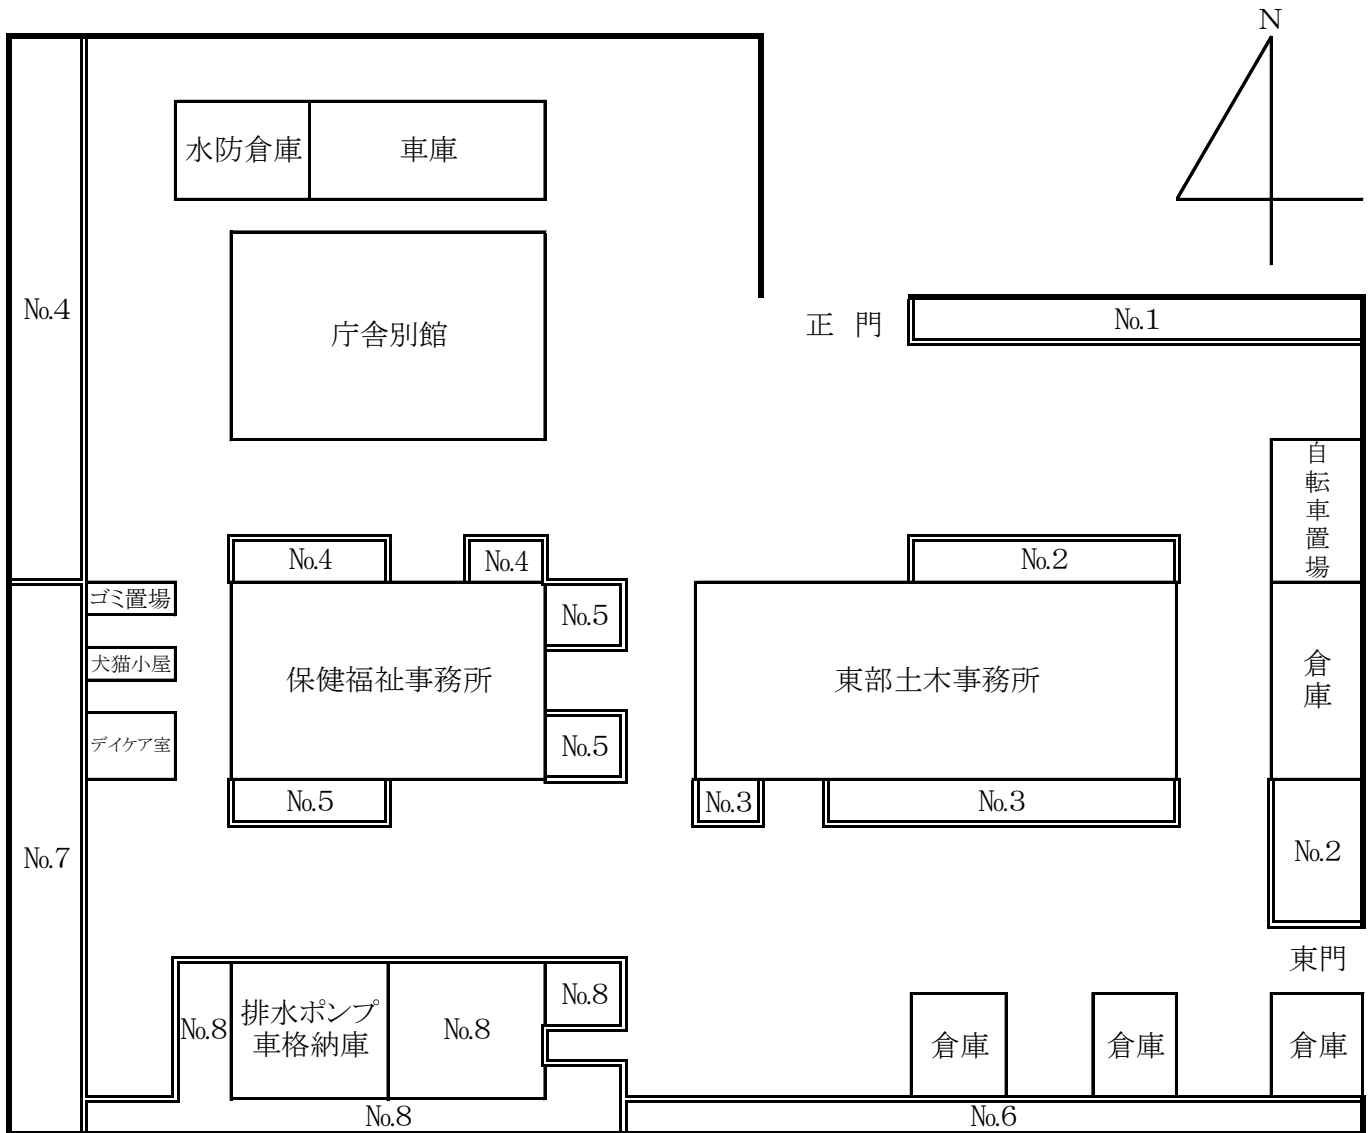 N
水防倉庫
車庫
№4
庁舎別館
正 門
№1
自転車置場
№4
№4
№2
ゴミ置場
№5
犬猫小屋
保健福祉事務所
東部土木事務所
倉庫
デイケア室
№5
№5
№3
№3
№7
№2
東門
№8
排水ポンプ
車格納庫
№8
№8
倉庫
倉庫
倉庫
№8
№6